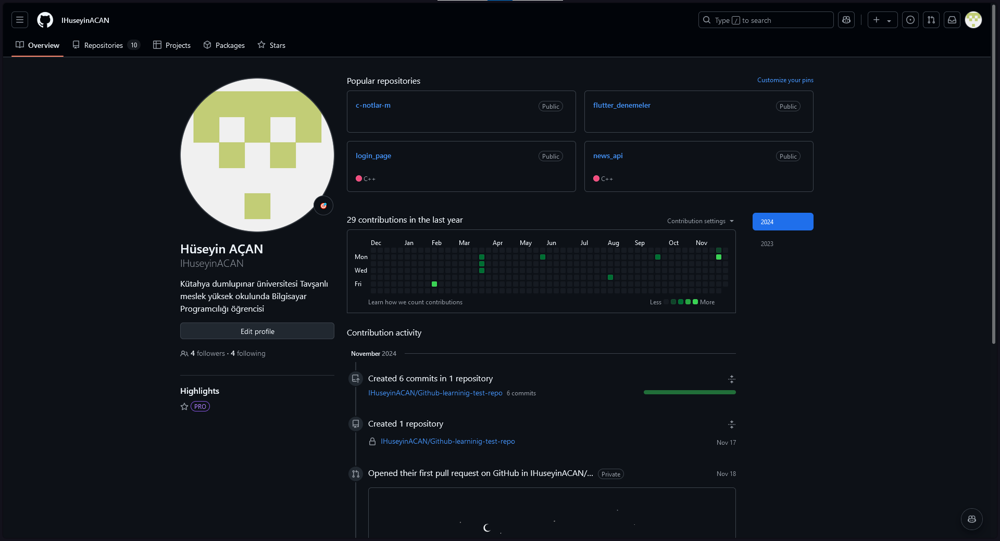 IHuseyinACAN
Type / to search
Overview
Repositories 10
Projects
Packages
Stars
Hüseyin AÇAN
IHuseyinACAN
Kütahya dumlupınar üniversitesi Tavşanlı
meslek yüksek okulunda Bilgisayar
Programcılığı öğrencisi
Edit profile
4 followers · 4 following
Highlights
PRO
Popular repositories
Customize your pins
c-notlar-m
Public
flutter_denemeler
Public
login_page
Public
C++
news_api
Public
C++
29 contributions in the last year
Contribution settings
2024
2023
Dec Jan Feb Mar Apr May Jun Jul Aug Sep Oct Nov
Mon
Wed
Fri
Learn how we count contributions
Less
More
Contribution activity
November 2024
Created 6 commits in 1 repository
IHuseyinACAN/Github-learninig-test-repo 6 commits
Created 1 repository
IHuseyinACAN/Github-learninig-test-repo
Nov 17
Opened their first pull request on GitHub in IHuseyinACAN/...
Private
Nov 18